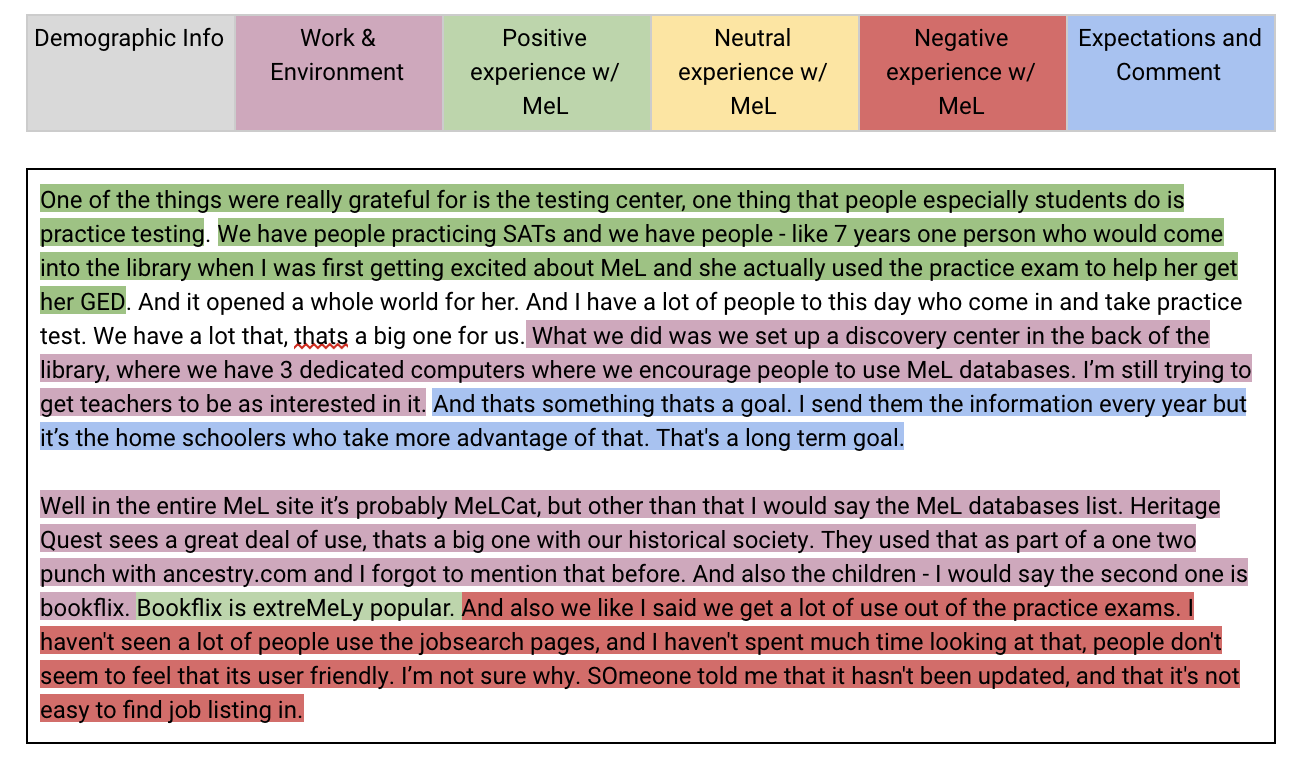 Demographic Info
Work &
Environment
Positive
experience w/
MeL
Neutral
experience w/
MeL
Negative
experience w/
MeL
Expectations and
Comment
One of the things were really grateful for is the testing center, one thing that people especially students do is
practice testing. We have people practicing SATs and we have people - like 7 years one person who would come
into the library when I was first getting excited about MeL and she actually used the practice exam to help her get
her GED. And it opened a whole world for her. And I have a lot of people to this day who come in and take practice
test. We have a lot that, thats a big one for us. What we did was we set up a discovery center in the back of the
library, where we have 3 dedicated computers where we encourage people to use MeL databases. I’m still trying to
get teachers to be as interested in it. And thats something thats a goal. I send them the information every year but
it’s the home schoolers who take more advantage of that. That's a long term goal.
Well in the entire MeL site it’s probably MeLCat, but other than that I would say the MeL databases list. Heritage
Quest sees a great deal of use, thats a big one with our historical society. They used that as part of a one two
punch with ancestry.com and I forgot to mention that before. And also the children - I would say the second one is
bookflix. Bookflix is extreMeLy popular. And also we like I said we get a lot of use out of the practice exams. I
haven't seen a lot of people use the jobsearch pages, and I haven't spent much time looking at that, people don't
seem to feel that its user friendly. I’m not sure why. SOmeone told me that it hasn't been updated, and that it's not
easy to find job listing in.